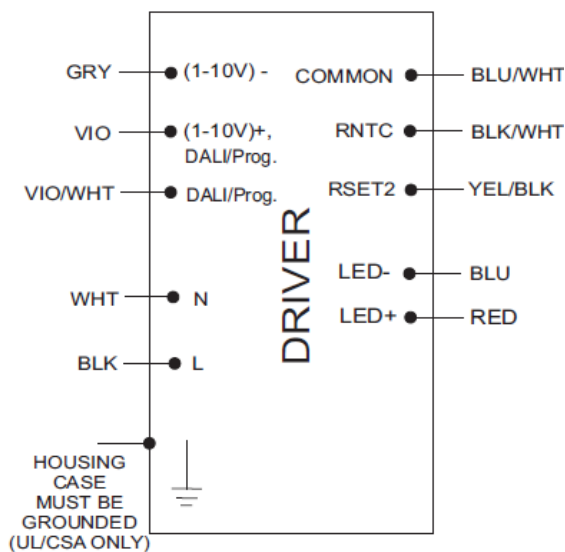 GRY
(1-10V) -
COMMON
BLU/WHT
VIO
(1-10V)+,
DALI/Prog.
RNTC
BLK/WHT
VIO/WHT
DALI/Prog.
RSET2
YEL/BLK
DRIVER
LED-
BLU
WHT
N
LED+
RED
BLK
L
HOUSING
CASE
MUST BE
GROUNDED
(UL/CSA ONLY)